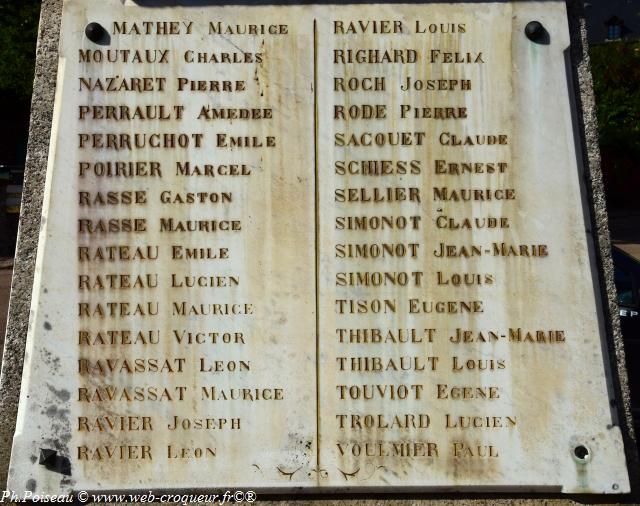 MATHEY MAURICE
MOUTAUX CHARLES
NAZARET PIERRE
PERRAULT AMEDEE
PERRUCHOT EMILE
POIRIER MARCEL
RASSE GASTON
RASSE MAURICE
RATEAU EMILE
RATEAU LUCIEN
RATEAU MAURICE
RATEAU VICTOR
RAVASSAT LEON
RAVASSAT MAURICE
RAVIER JOSEPH
RAVIER LEON
RAVIER LOUIS
RIGHARD FELIX
ROCH JOSEPH
RODE PIERRE
SACQUET CLAUDE
SCHIESS ERNEST
SELLIER MAURICE
SIMONOT CLAUDE
SIMONOT JEAN-MARIE
SIMONOT LOUIS
TISON EUGENE
THIBAULT JEAN-MARIE
THIBAULT LOUIS
TOUVIOT EGENE
TROLARD LUCIEN
VOULMIER PAUL
Ph Poiseau © www-web-croqueur.fr©®